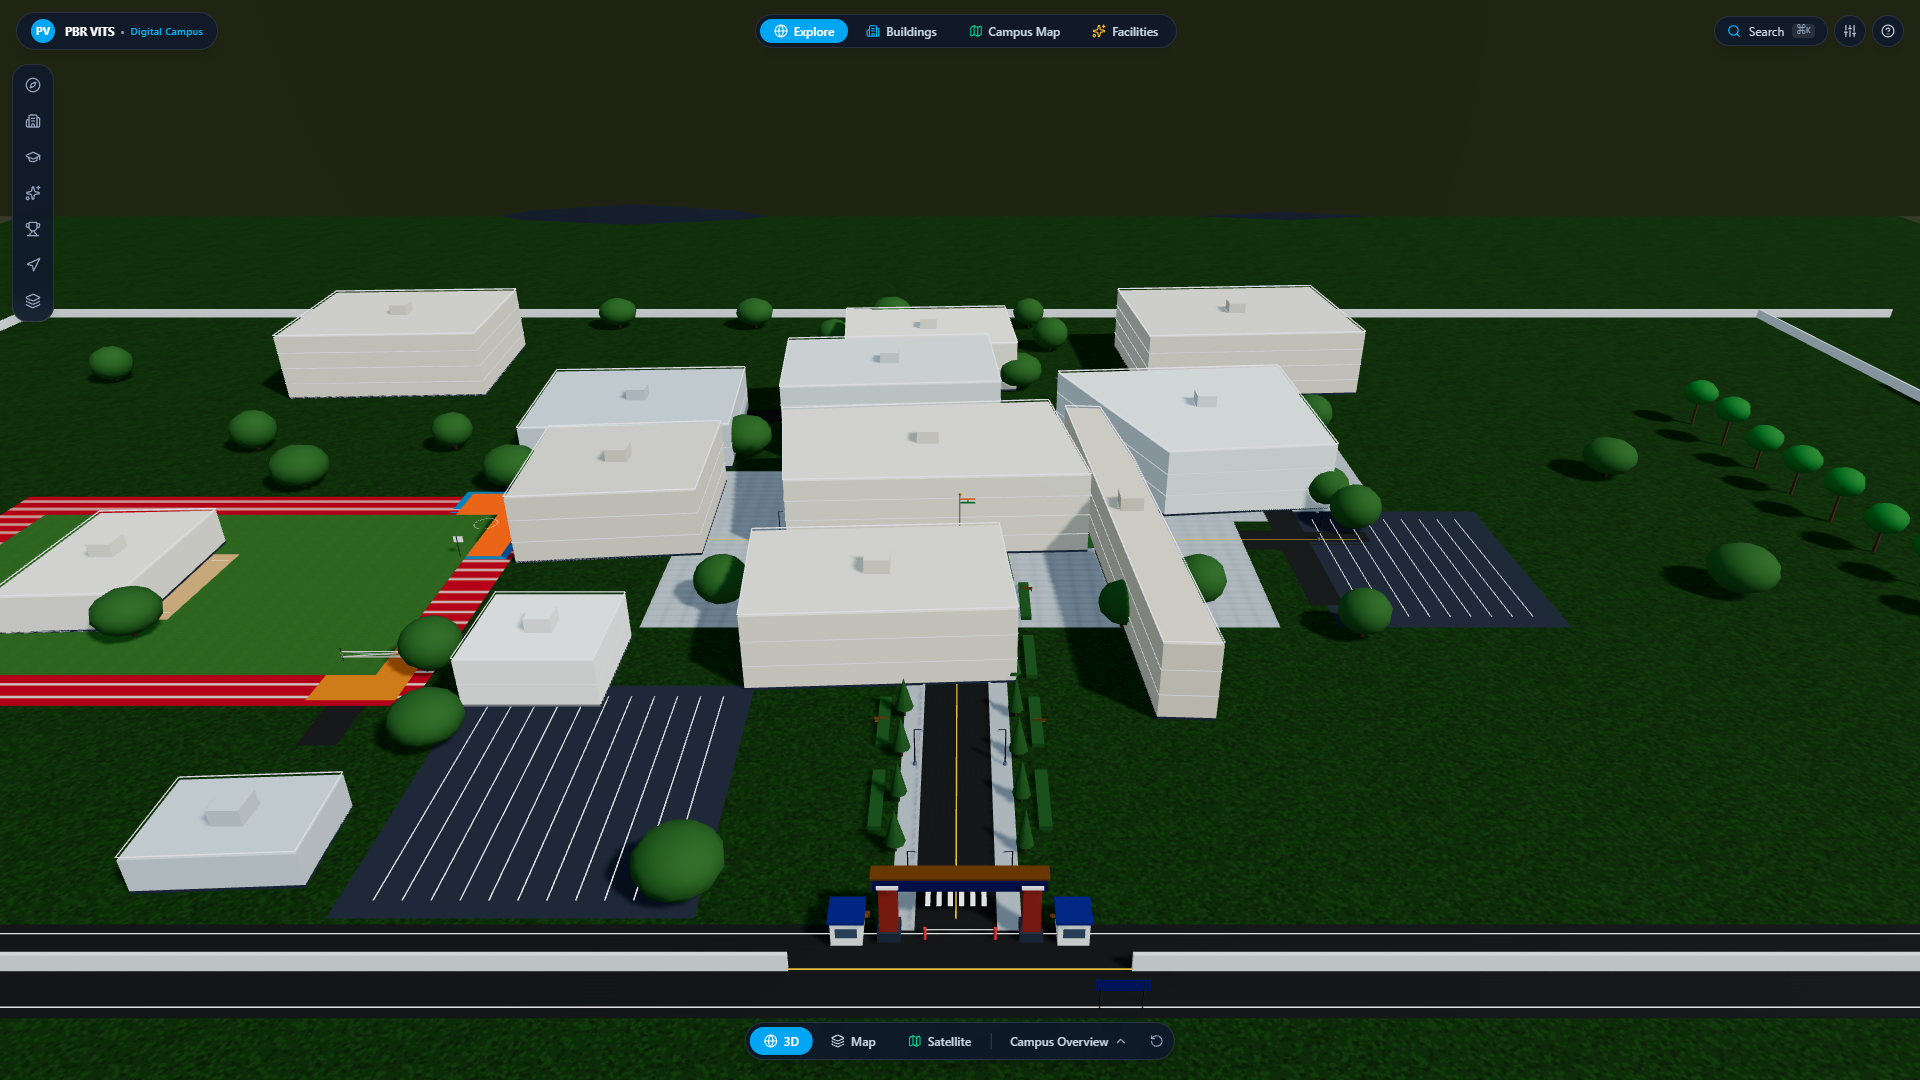 PV PBR VITS • Digital Campus
Explore
Buildings
Campus Map
Facilities
Search ⌘K
3D
Map
Satellite
Campus Overview